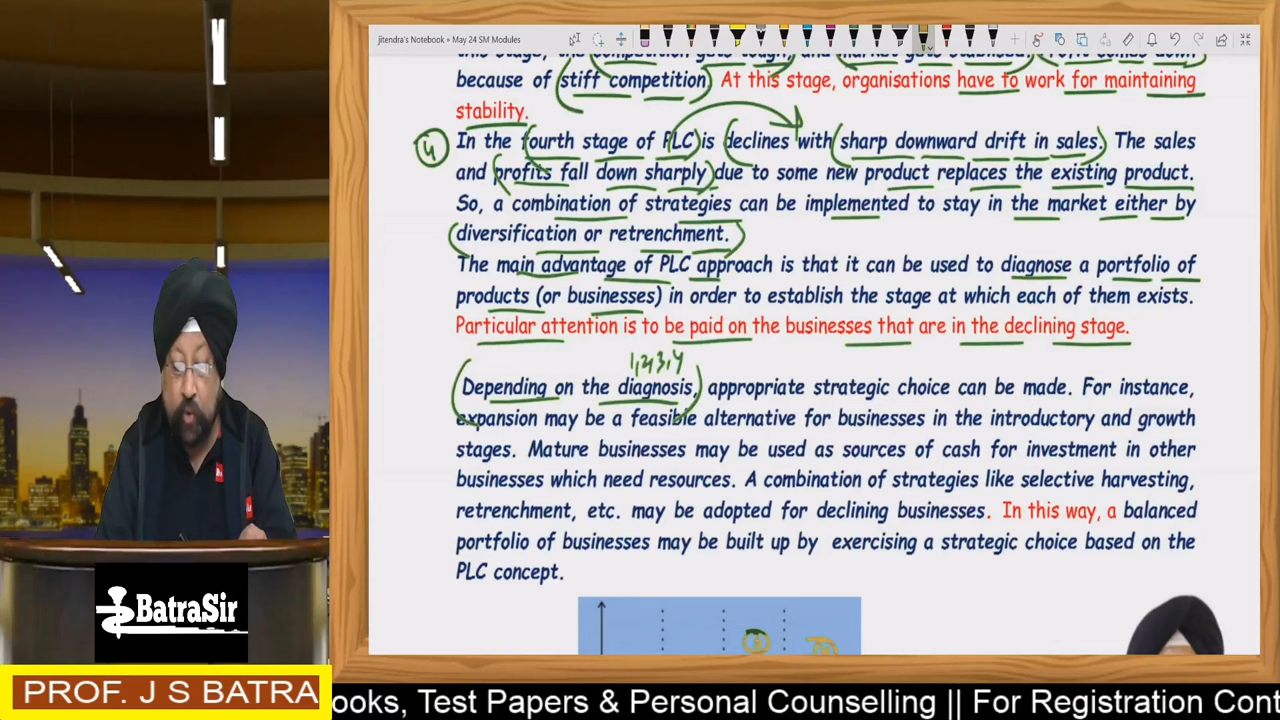 Jitendra's Notebook » May 24 SM Modules
because of stiff competition. At this stage, organisations have to work for maintaining
stability.
4
In the fourth stage of PLC is declines with sharp downward drift in sales. The sales
and profits fall down sharply due to some new product replaces the existing product.
So, a combination of strategies can be implemented to stay in the market either by
diversification or retrenchment.
The main advantage of PLC approach is that it can be used to diagnose a portfolio of
products (or businesses) in order to establish the stage at which each of them exists.
Particular attention is to be paid on the businesses that are in the declining stage.
1,2,3,4
Depending on the diagnosis, appropriate strategic choice can be made. For instance,
expansion may be a feasible alternative for businesses in the introductory and growth
stages. Mature businesses may be used as sources of cash for investment in other
businesses which need resources. A combination of strategies like selective harvesting,
retrenchment, etc. may be adopted for declining businesses. In this way, a balanced
portfolio of businesses may be built up by exercising a strategic choice based on the
PLC concept.
BatraSir
PROF. J S BATRA
ooks, Test Papers & Personal Counselling || For Registration Cont